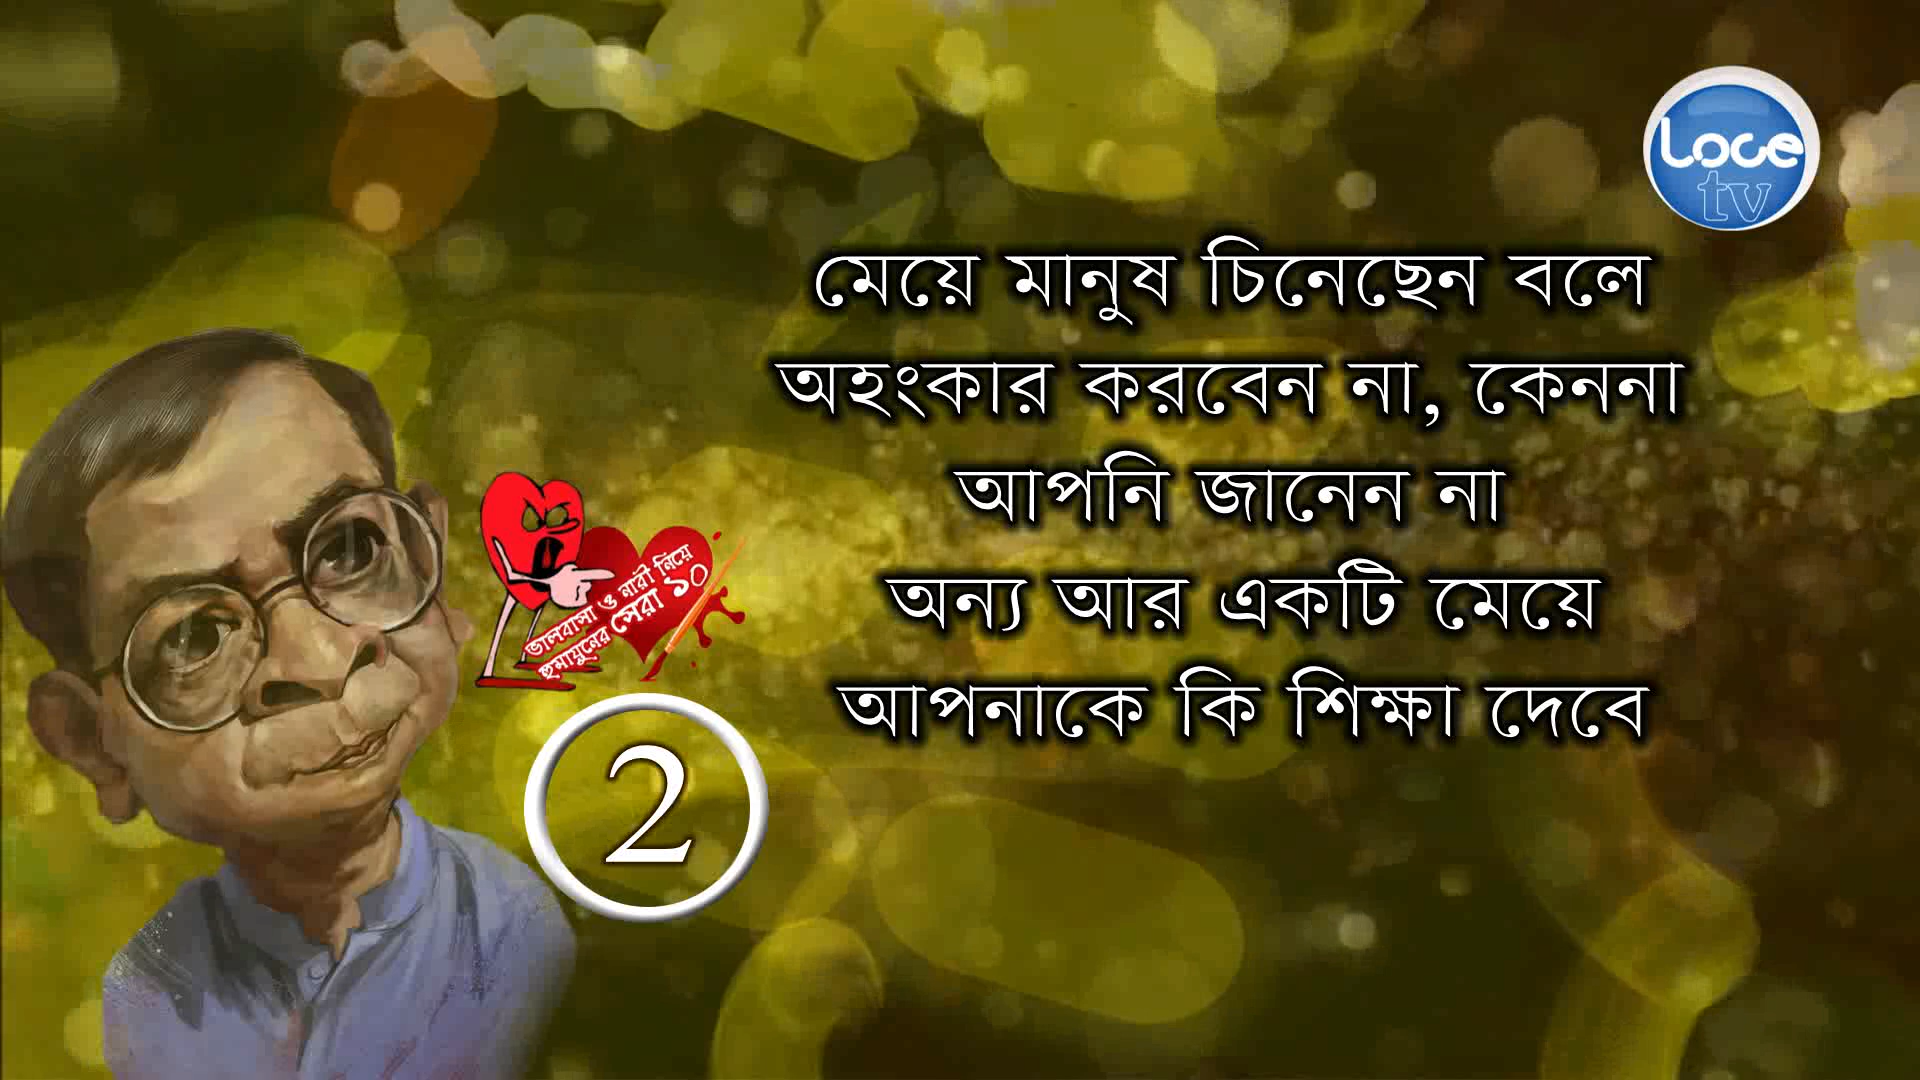 Loce
tv
মেয়ে মানুষ চিনেছেন বলে
অহংকার করবেন না, কেননা
আপনি জানেন না
অন্য আর একটি মেয়ে
আপনাকে কি শিক্ষা দেবে
ভালবাসা ও নারী নিয়ে
হুমায়ুনের সেরা ১০
2